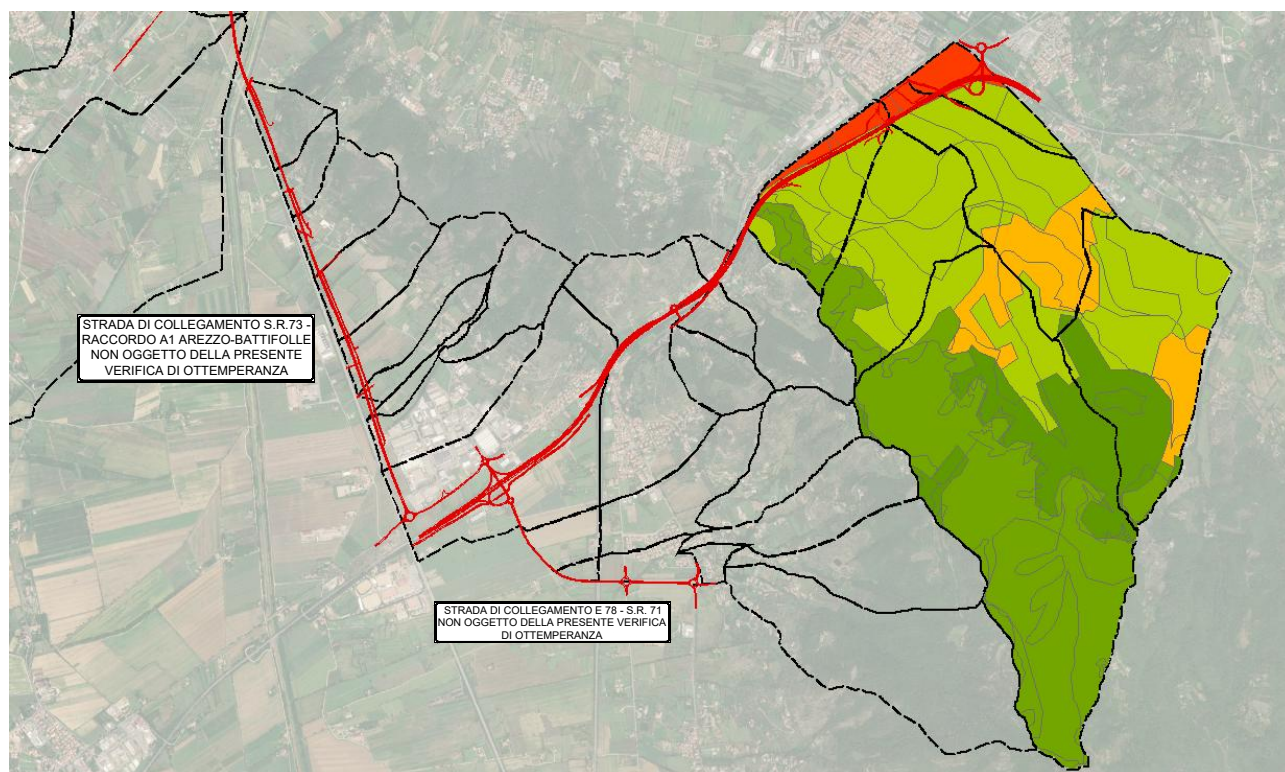 STRADA DI COLLEGAMENTO S.R.73 -
RACCORDO A1 AREZZO-BATTIFOLLE
NON OGGETTO DELLA PRESENTE
VERIFICA DI OTTEMPERANZA
STRADA DI COLLEGAMENTO E 78 - S.R. 71
NON OGGETTO DELLA PRESENTE VERIFICA
DI OTTEMPERANZA